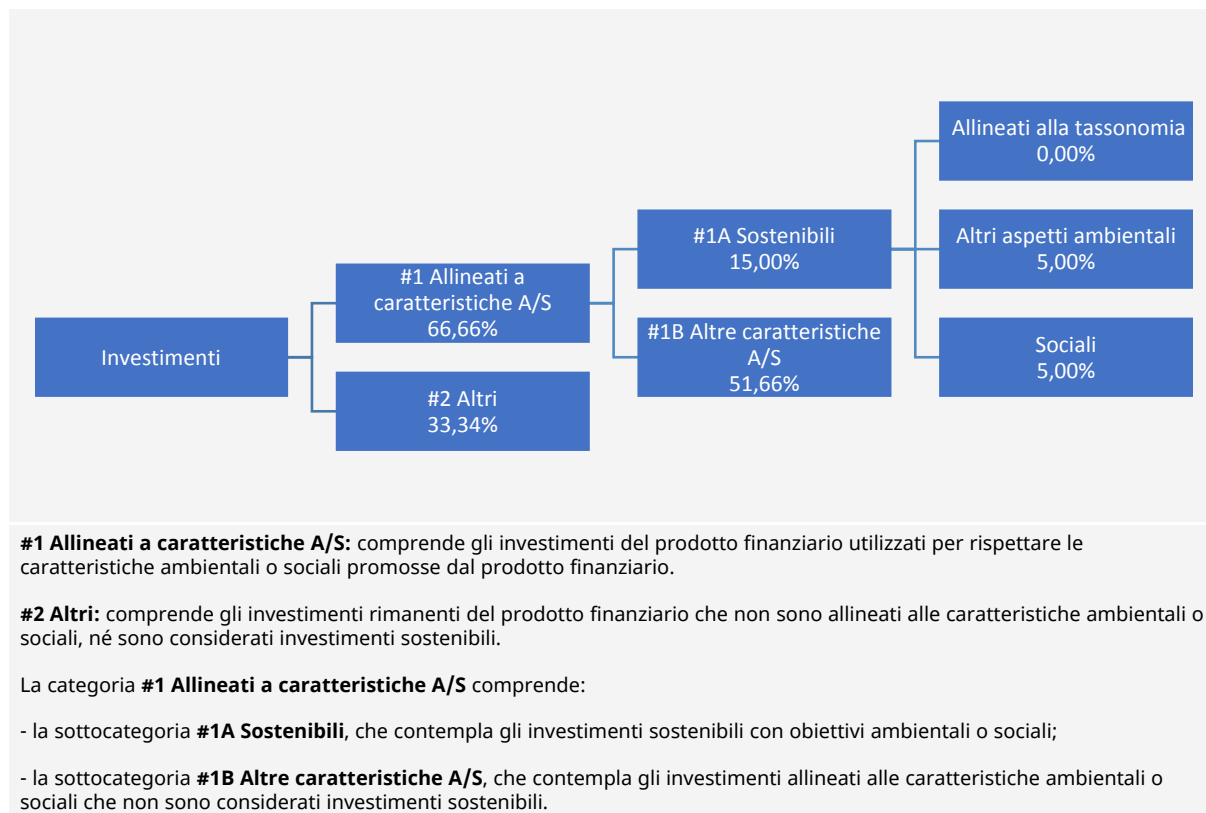 Investimenti
#1 Allineati a
caratteristiche A/S
66,66%
#2 Altri
33,34%
#1A Sostenibili
15,00%
#1B Altre caratteristiche
A/S
51,66%
Allineati alla tassonomia
0,00%
Altri aspetti ambientali
5,00%
Sociali
5,00%
#1 Allineati a caratteristiche A/S: comprende gli investimenti del prodotto finanziario utilizzati per rispettare le
caratteristiche ambientali o sociali promosse dal prodotto finanziario.
#2 Altri: comprende gli investimenti rimanenti del prodotto finanziario che non sono allineati alle caratteristiche ambientali o
sociali, né sono considerati investimenti sostenibili.
La categoria #1 Allineati a caratteristiche A/S comprende:
- la sottocategoria #1A Sostenibili, che contempla gli investimenti sostenibili con obiettivi ambientali o sociali;
- la sottocategoria #1B Altre caratteristiche A/S, che contempla gli investimenti allineati alle caratteristiche ambientali o
sociali che non sono considerati investimenti sostenibili.